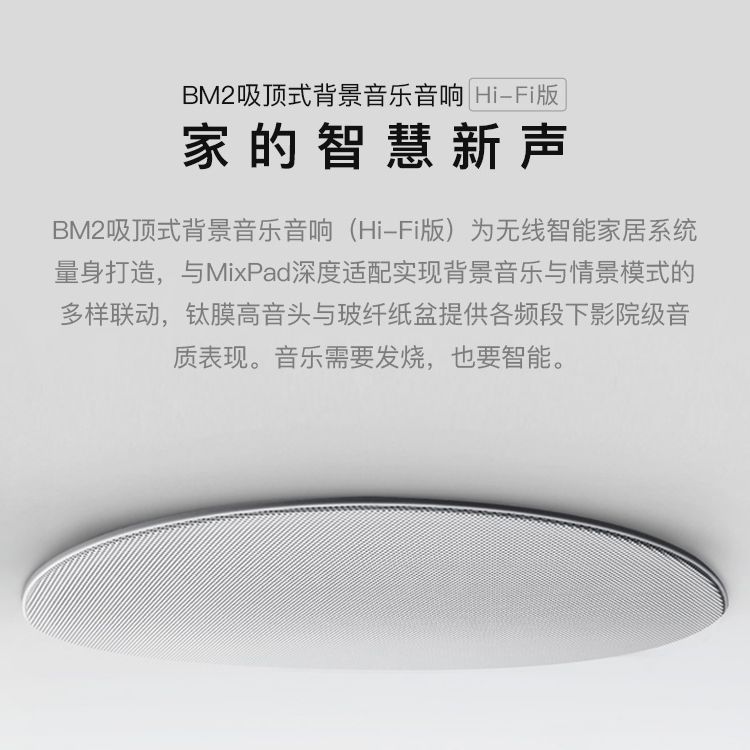 BM2吸顶式背景音乐音响 Hi-Fi版
家的智慧新声
BM2吸顶式背景音乐音响（Hi-Fi版）为无线智能家居系统
量身打造，与MixPad深度适配实现背景音乐与情景模式的
多样联动，钛膜高音头与玻纤纸盆提供各频段下影院级音
质表现。音乐需要发烧，也要智能。